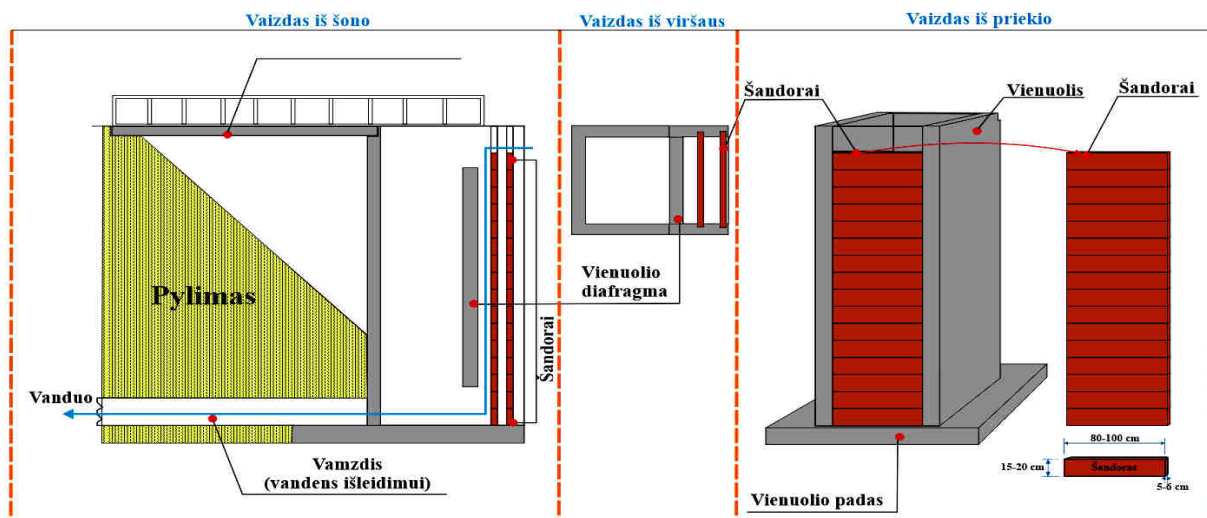 Vaizdas iš šono
Vaizdas iš viršaus
Vaizdas iš priekio
Šandorai
Vienuolis
Šandorai
Vienuolio
diafragma
Pylimas
Šandorai
Vanduo
Vamzdis
(vandens išleidimui)
80-100 cm
15-20 cm
Šandoras
5-6 cm
Vienuolio padas